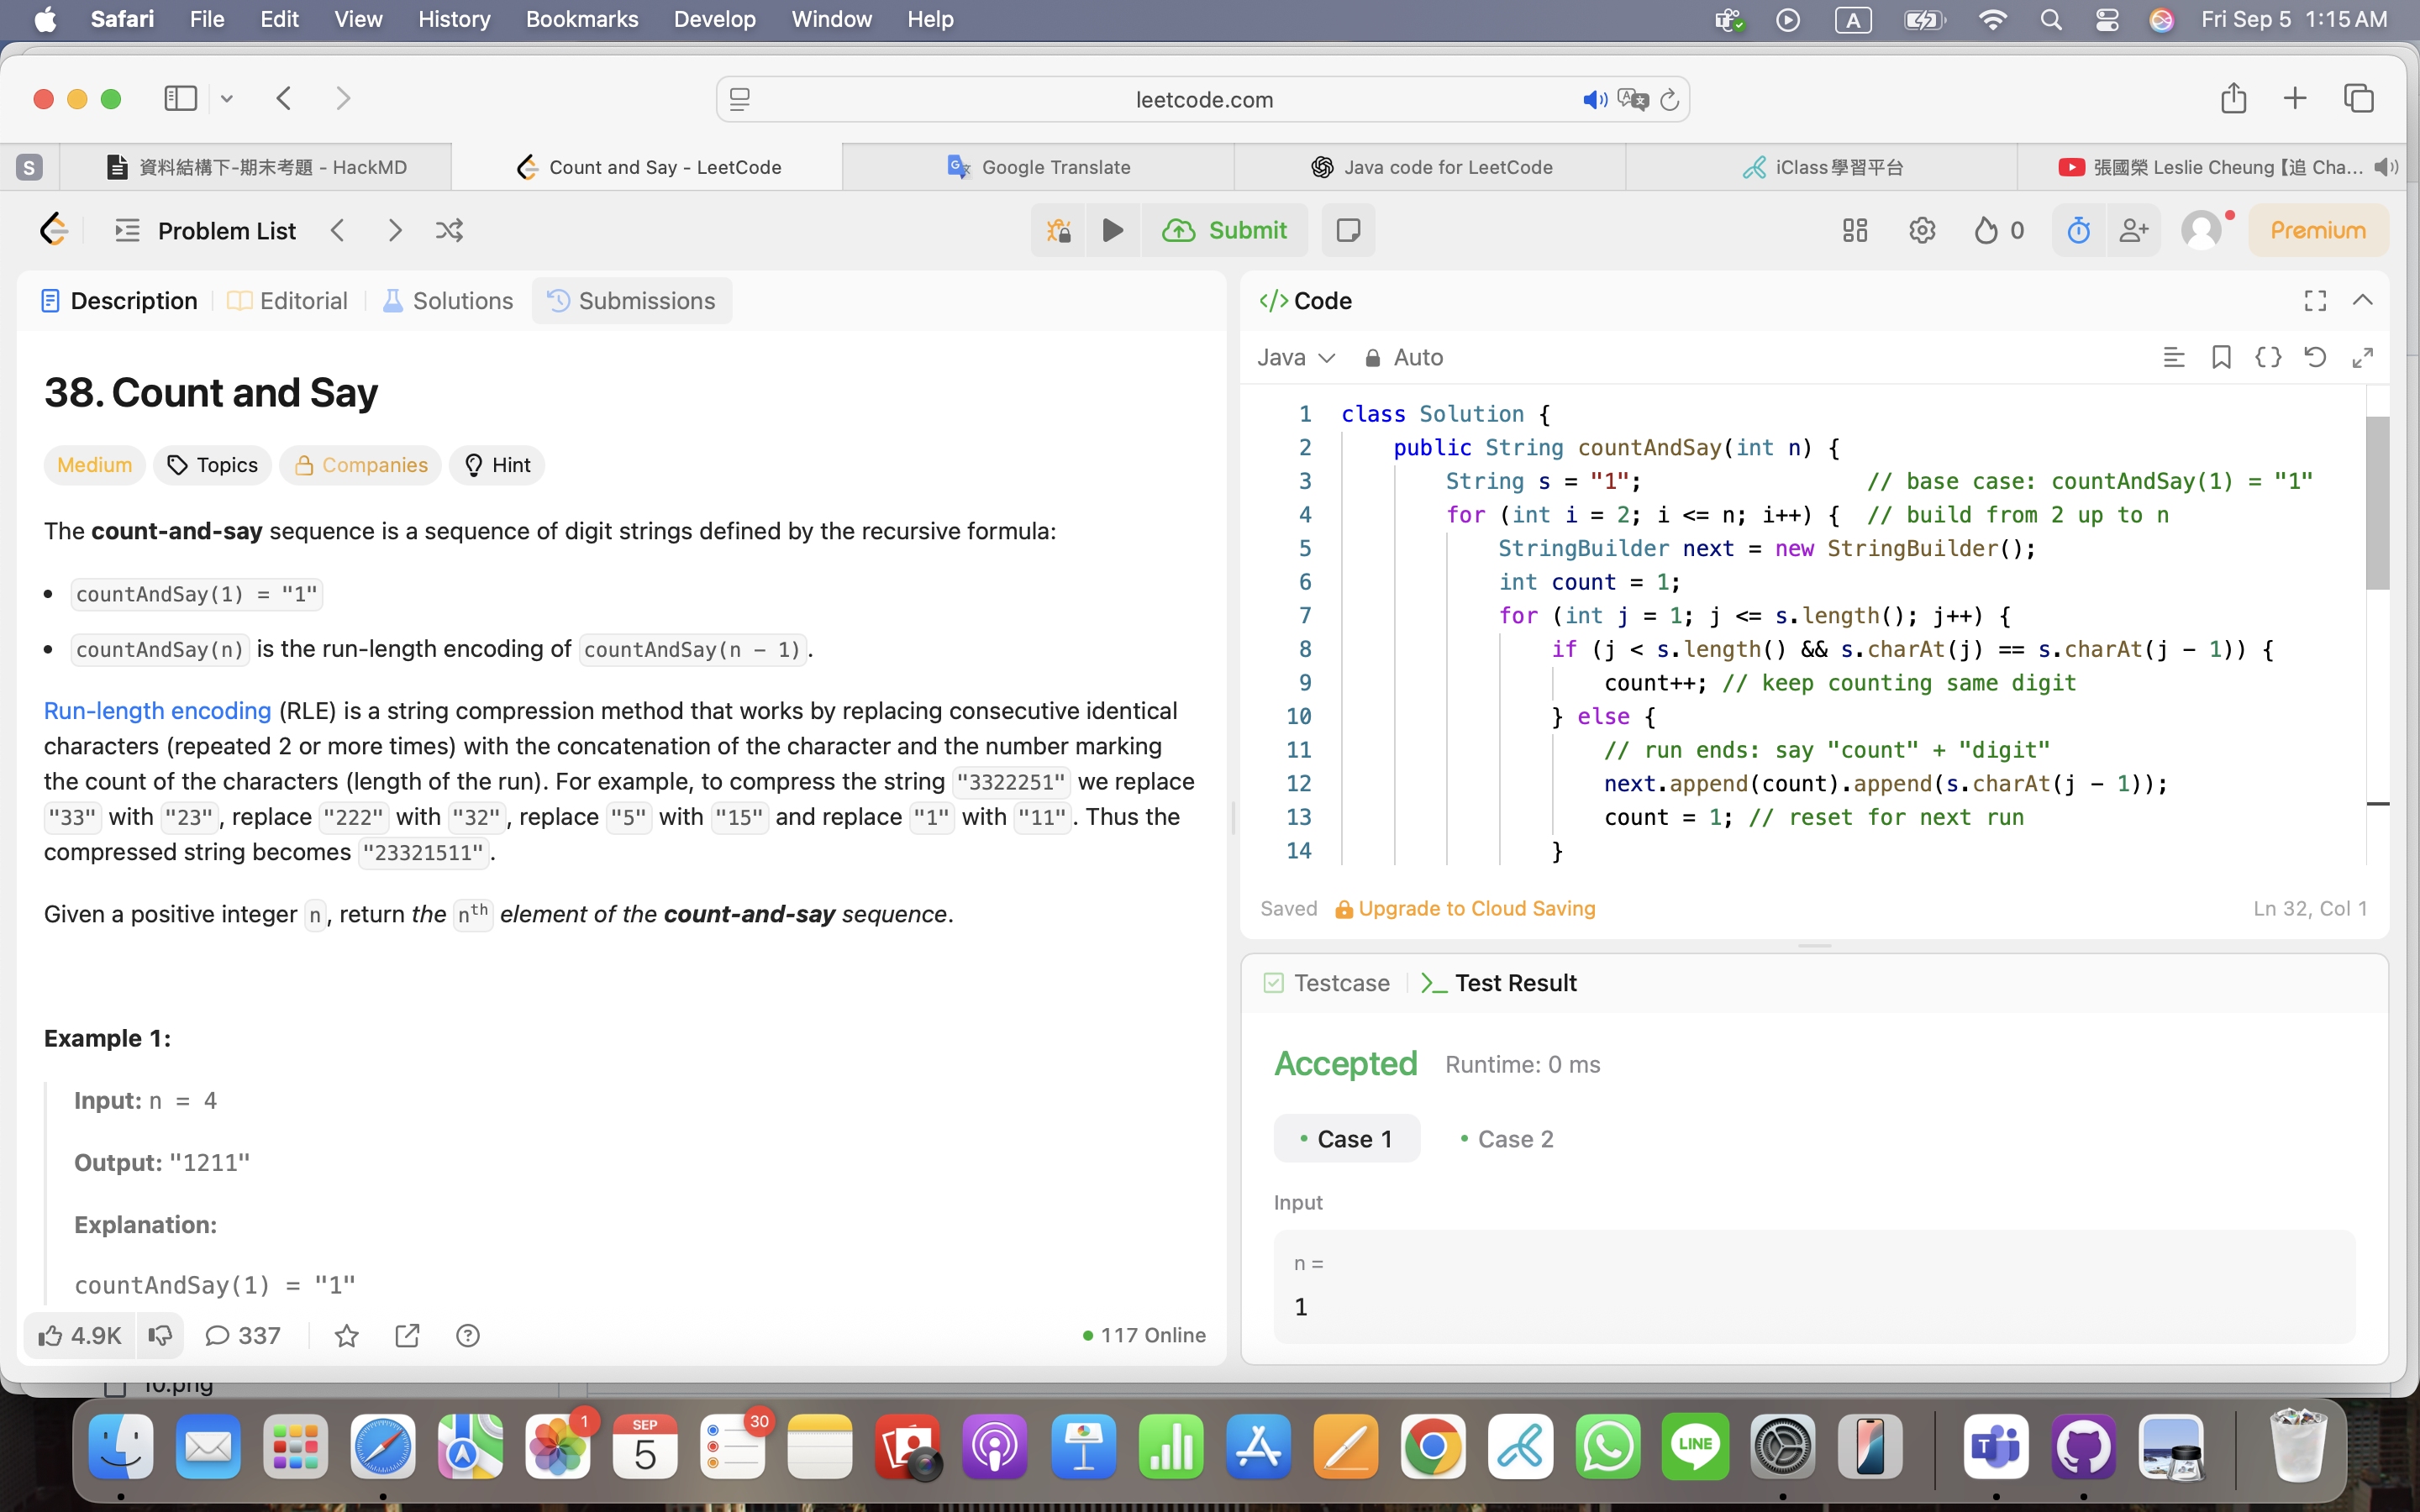 Safari File Edit View History Bookmarks Develop Window Help A Fri Sep 5 1:15 AM
leetcode.com
S 資料結構下-期末考題 - HackMD Count and Say - LeetCode Google Translate Java code for LeetCode iClass學習平台 張國榮 Leslie Cheung【追 Cha...
Problem List Submit 0 Premium
Description Editorial Solutions Submissions
38. Count and Say
Medium Topics Companies Hint
The count-and-say sequence is a sequence of digit strings defined by the recursive formula:
• countAndSay(1) = "1"
• countAndSay(n) is the run-length encoding of countAndSay(n - 1).
Run-length encoding (RLE) is a string compression method that works by replacing consecutive identical
characters (repeated 2 or more times) with the concatenation of the character and the number marking
the count of the characters (length of the run). For example, to compress the string "3322251" we replace
"33" with "23", replace "222" with "32", replace "5" with "15" and replace "1" with "11". Thus the
compressed string becomes "23321511".
Given a positive integer n, return the nth element of the count-and-say sequence.
Example 1:
Input: n = 4
Output: "1211"
Explanation:
countAndSay(1) = "1"
4.9K 337 117 Online
</> Code
Java Auto
1 class Solution {
2 public String countAndSay(int n) {
3 String s = "1"; // base case: countAndSay(1) = "1"
4 for (int i = 2; i <= n; i++) { // build from 2 up to n
5 StringBuilder next = new StringBuilder();
6 int count = 1;
7 for (int j = 1; j <= s.length(); j++) {
8 if (j < s.length() && s.charAt(j) == s.charAt(j - 1)) {
9 count++; // keep counting same digit
10 } else {
11 // run ends: say "count" + "digit"
12 next.append(count).append(s.charAt(j - 1));
13 count = 1; // reset for next run
14 }
Saved Upgrade to Cloud Saving Ln 32, Col 1
Testcase Test Result
Accepted Runtime: 0 ms
Case 1 Case 2
Input
n =
1
10.png
1 SEP 5 30 LINE